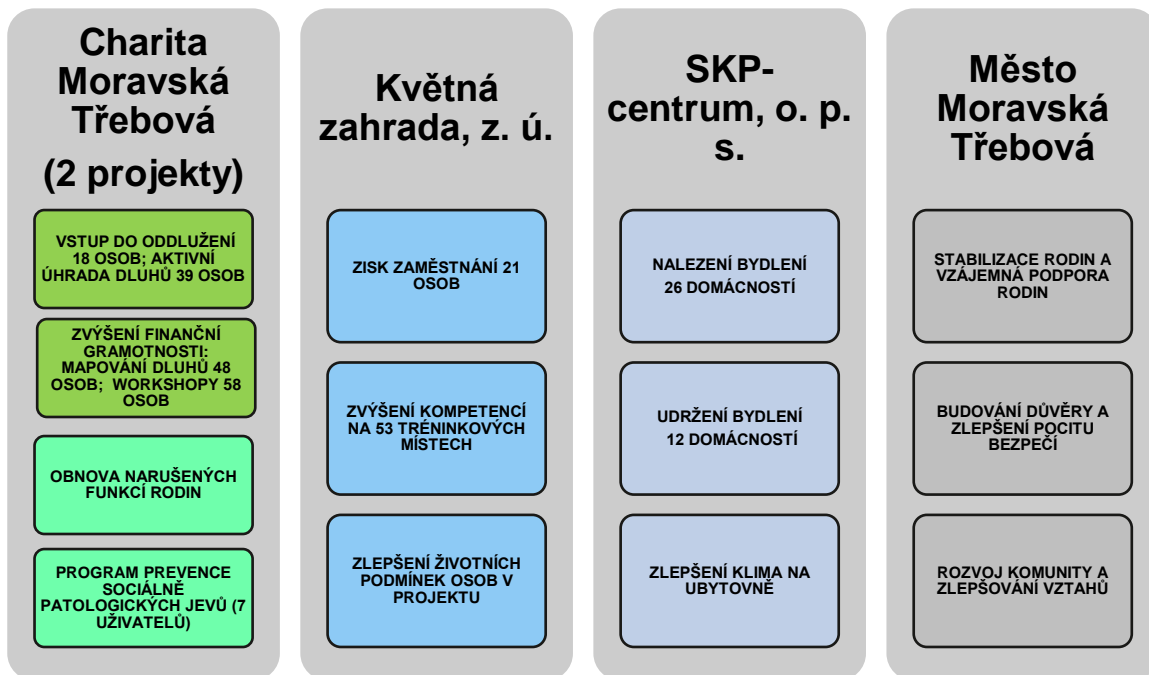 Charita
Moravská
Třebová
(2 projekty)
VSTUP DO ODDLUŽENÍ
18 OSOB; AKTIVNÍ
ÚHRADA DLUHŮ 39 OSOB
ZVÝŠENÍ FINANČNÍ
GRAMOTNOSTI:
MAPOVÁNÍ DLUHŮ 48
OSOB; WORKSHOPY 58
OSOB
OBNOVA NARUŠENÝCH
FUNKCÍ RODIN
PROGRAM PREVENCE
SOCIÁLNĚ
PATOLOGICKÝCH JEVŮ (7
UŽIVATELŮ)
Květná
zahrada, z. ú.
ZISK ZAMĚSTNÁNÍ 21
OSOB
ZVÝŠENÍ KOMPETENCÍ
NA 53 TRÉNINKOVÝCH
MÍSTECH
ZLEPŠENÍ ŽIVOTNÍCH
PODMÍNEK OSOB V
PROJEKTU
SKP-
centrum, o. p.
s.
NALEZENÍ BYDLENÍ
26 DOMÁCNOSTÍ
UDRŽENÍ BYDLENÍ
12 DOMÁCNOSTÍ
ZLEPŠENÍ KLIMA NA
UBYTOVNĚ
Město
Moravská
Třebová
STABILIZACE RODIN A
VZÁJEMNÁ PODPORA
RODIN
BUDOVÁNÍ DŮVĚRY A
ZLEPŠENÍ POCITU
BEZPEČÍ
ROZVOJ KOMUNITY A
ZLEPŠOVÁNÍ VZTAHŮ